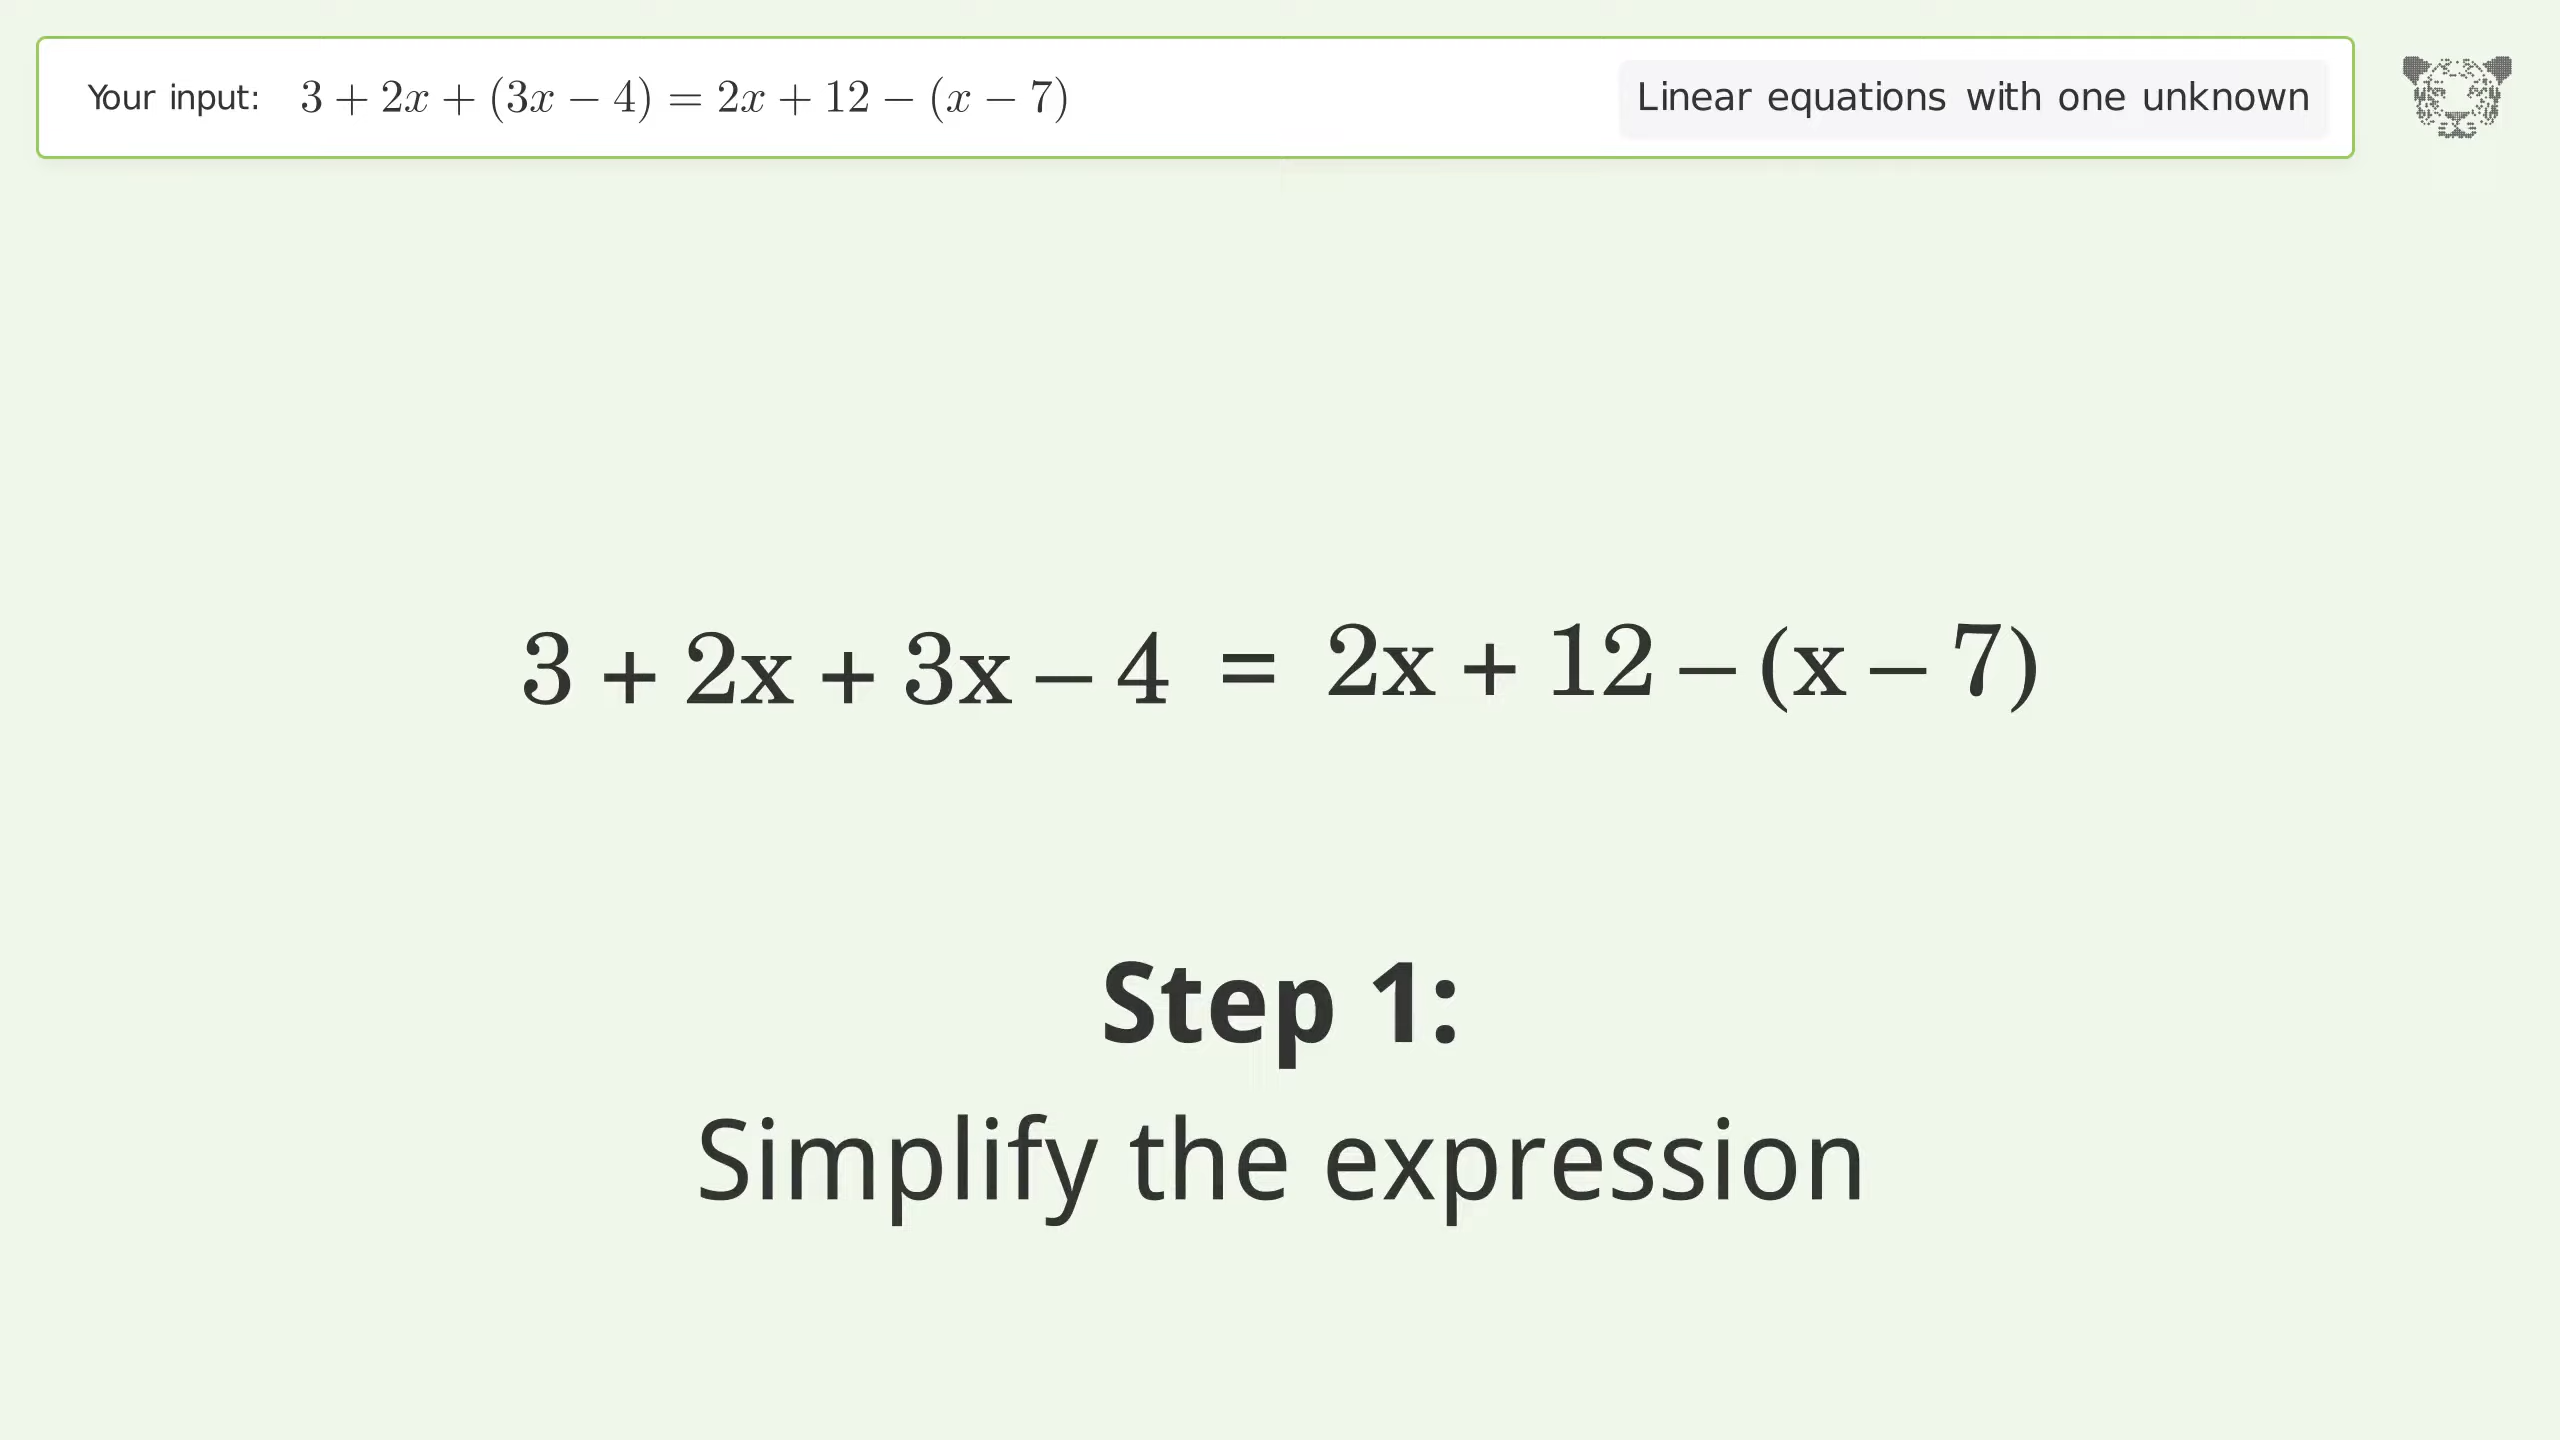 Your input: 3 + 2x + (3x − 4) = 2x + 12 − (x − 7)
Linear equations with one unknown
3 + 2x + 3x − 4 = 2x + 12 − (x − 7)
Step 1:
Simplify the expression